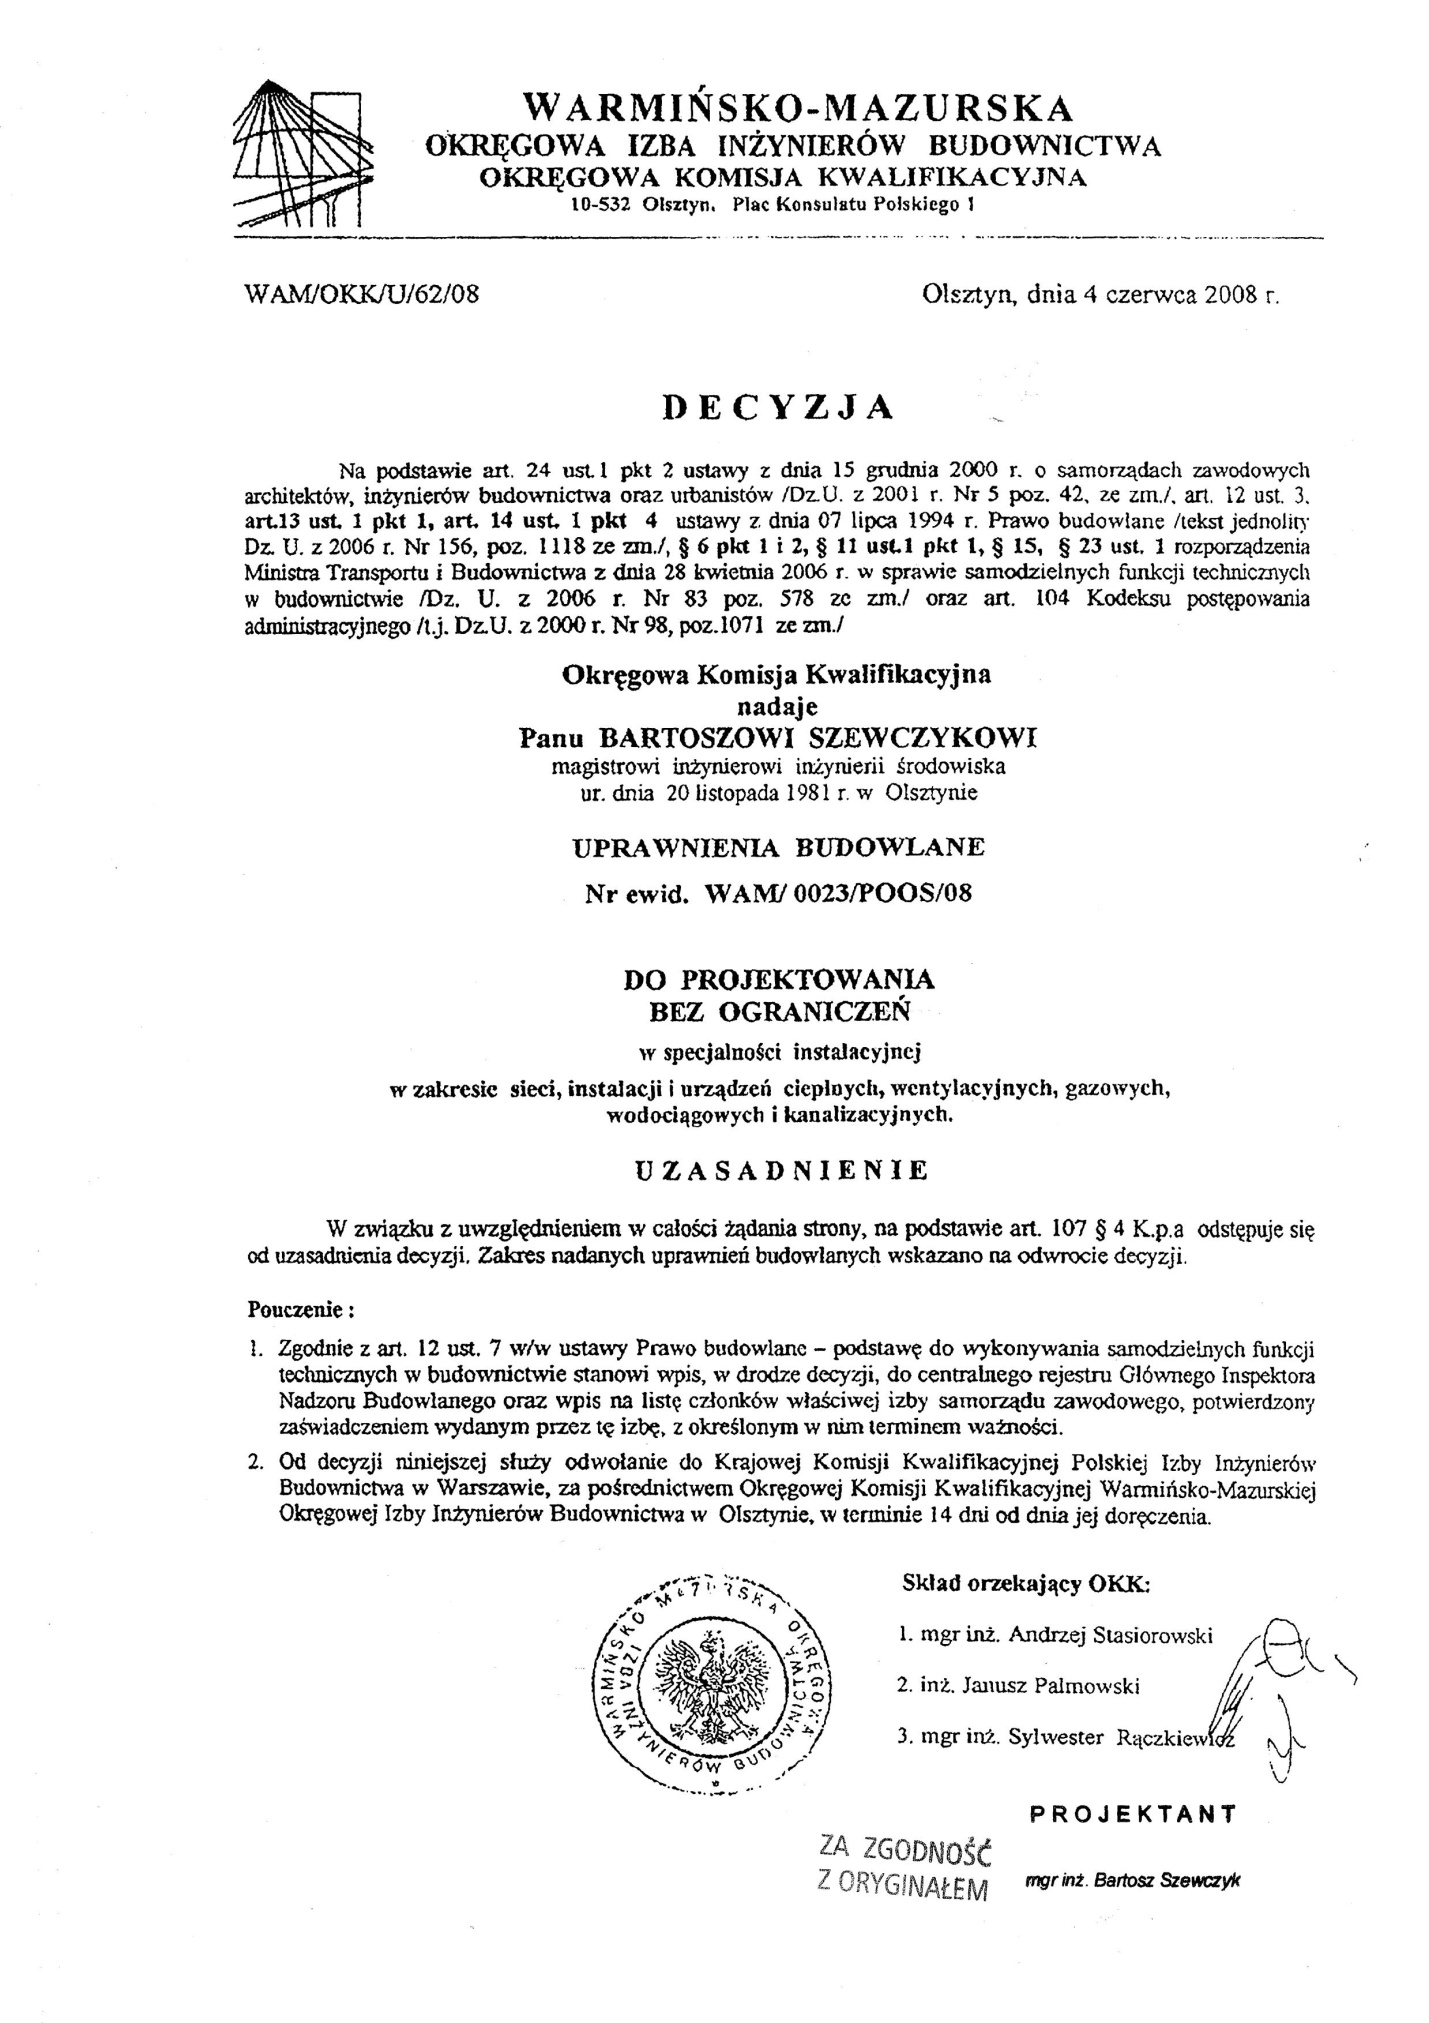 WARMIŃSKO-MAZURSKA
OKRĘGOWA IZBA INŻYNIERÓW BUDOWNICTWA
OKRĘGOWA KOMISJA KWALIFIKACYJNA
10-532 Olsztyn, Plac Konsulatu Polskiego 1
WAM/OKK/U/62/08
Olsztyn, dnia 4 czerwca 2008 r.
DECYZJA
Na podstawie art. 24 ust.1 pkt 2 ustawy z dnia 15 grudnia 2000 r. o samorządach zawodowych
architektów, inżynierów budownictwa oraz urbanistów /Dz.U. z 2001 r. Nr 5 poz. 42, ze zm./, art. 12 ust. 3,
art.13 ust. 1 pkt 1, art. 14 ust. 1 pkt 4 ustawy z dnia 07 lipca 1994 r. Prawo budowlane /tekst jednolity
Dz. U. z 2006 r. Nr 156, poz. 1118 ze zm./, § 6 pkt 1 i 2, § 11 ust.1 pkt 1, § 15, § 23 ust. 1 rozporządzenia
Ministra Transportu i Budownictwa z dnia 28 kwietnia 2006 r. w sprawie samodzielnych funkcji technicznych
w budownictwie /Dz. U. z 2006 r. Nr 83 poz. 578 ze zm./ oraz art. 104 Kodeksu postępowania
administracyjnego /t.j. Dz.U. z 2000 r. Nr 98, poz.1071 ze zm./
Okręgowa Komisja Kwalifikacyjna
nadaje
Panu BARTOSZOWI SZEWCZYKOWI
magistrowi inżynierowi inżynierii środowiska
ur. dnia 20 listopada 1981 r. w Olsztynie
UPRAWNIENIA BUDOWLANE
Nr ewid. WAM/ 0023/POOS/08
DO PROJEKTOWANIA
BEZ OGRANICZEŃ
w specjalności instalacyjnej
w zakresie sieci, instalacji i urządzeń cieplnych, wentylacyjnych, gazowych,
wodociągowych i kanalizacyjnych.
UZASADNIENIE
W związku z uwzględnieniem w całości żądania strony, na podstawie art. 107 § 4 K.p.a odstępuje się
od uzasadnienia decyzji. Zakres nadanych uprawnień budowlanych wskazano na odwrocie decyzji.
Pouczenie :
1. Zgodnie z art. 12 ust. 7 w/w ustawy Prawo budowlane – podstawę do wykonywania samodzielnych funkcji
technicznych w budownictwie stanowi wpis, w drodze decyzji, do centralnego rejestru Głównego Inspektora
Nadzoru Budowlanego oraz wpis na listę członków właściwej izby samorządu zawodowego, potwierdzony
zaświadczeniem wydanym przez tę izbę, z określonym w nim terminem ważności.
2. Od decyzji niniejszej służy odwołanie do Krajowej Komisji Kwalifikacyjnej Polskiej Izby Inżynierów
Budownictwa w Warszawie, za pośrednictwem Okręgowej Komisji Kwalifikacyjnej Warmińsko-Mazurskiej
Okręgowej Izby Inżynierów Budownictwa w Olsztynie, w terminie 14 dni od dnia jej doręczenia.
Skład orzekający OKK:
1. mgr inż. Andrzej Stasiorowski
2. inż. Janusz Palmowski
3. mgr inż. Sylwester Rączkiewicz
WARMIŃSKO MAZURSKA OKRĘGOWA
IZBA INŻYNIERÓW BUDOWNICTWA
PROJEKTANT
mgr inż. Bartosz Szewczyk
ZA ZGODNOŚĆ
Z ORYGINAŁEM